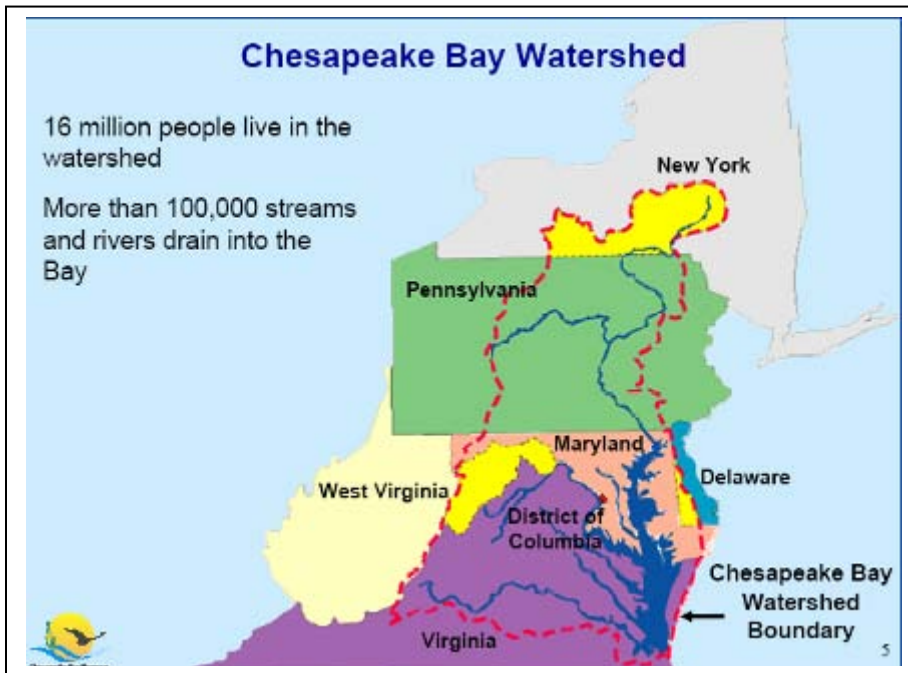 Chesapeake Bay Watershed
16 million people live in the
watershed
More than 100,000 streams
and rivers drain into the
Bay
New York
Pennsylvania
Maryland
West Virginia
Delaware
District of
Columbia
Chesapeake Bay
Watershed
Boundary
Virginia
5